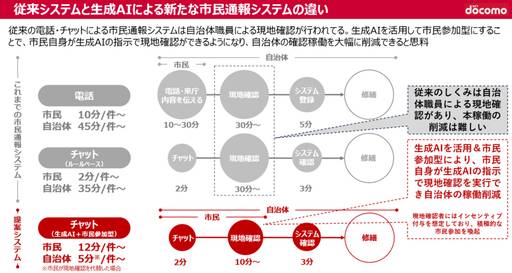 従来システムと生成AIによる新たな市民通報システムの違い
döcomo
従来の電話・チャットによる市民通報システムは自治体職員による現地確認が行われてる。生成AIを活用して市民参加型にするこ
とで、市民自身が生成AIの指示で現地確認ができるようになり、自治体の確認稼働を大幅に削減できると思料
これまでの市民通報システム
電話
市民　10分/件～
自治体　45分/件～
市民
自治体
電話・県庁
内容を伝える
現地確認
システム
登録
修繕
10～30分
30分～
5分
チャット
(ルールベース)
市民　2分/件～
自治体　35分/件～
チャット
現地確認
システム
確認
修繕
2分
30分～
3分
従来のしくみは自治
体職員による現地確
認があり、本稼働の
削減は難しい
生成AIを活用＆市民
参加型により、市民
自身が生成AIの指示
で現地確認を実行で
き自治体の稼働削減
現地確認者にはインセンティブ
付与を想定しており、積極的な
市民参加を喚起
提案システム
チャット
(生成AI＋市民参加型)
市民　12分/件～
自治体　5分※/件～
※市民が現地確認を代替した場合
自治体
市民
チャット
現地確認
システム
確認
修繕
2分
10分～
3分